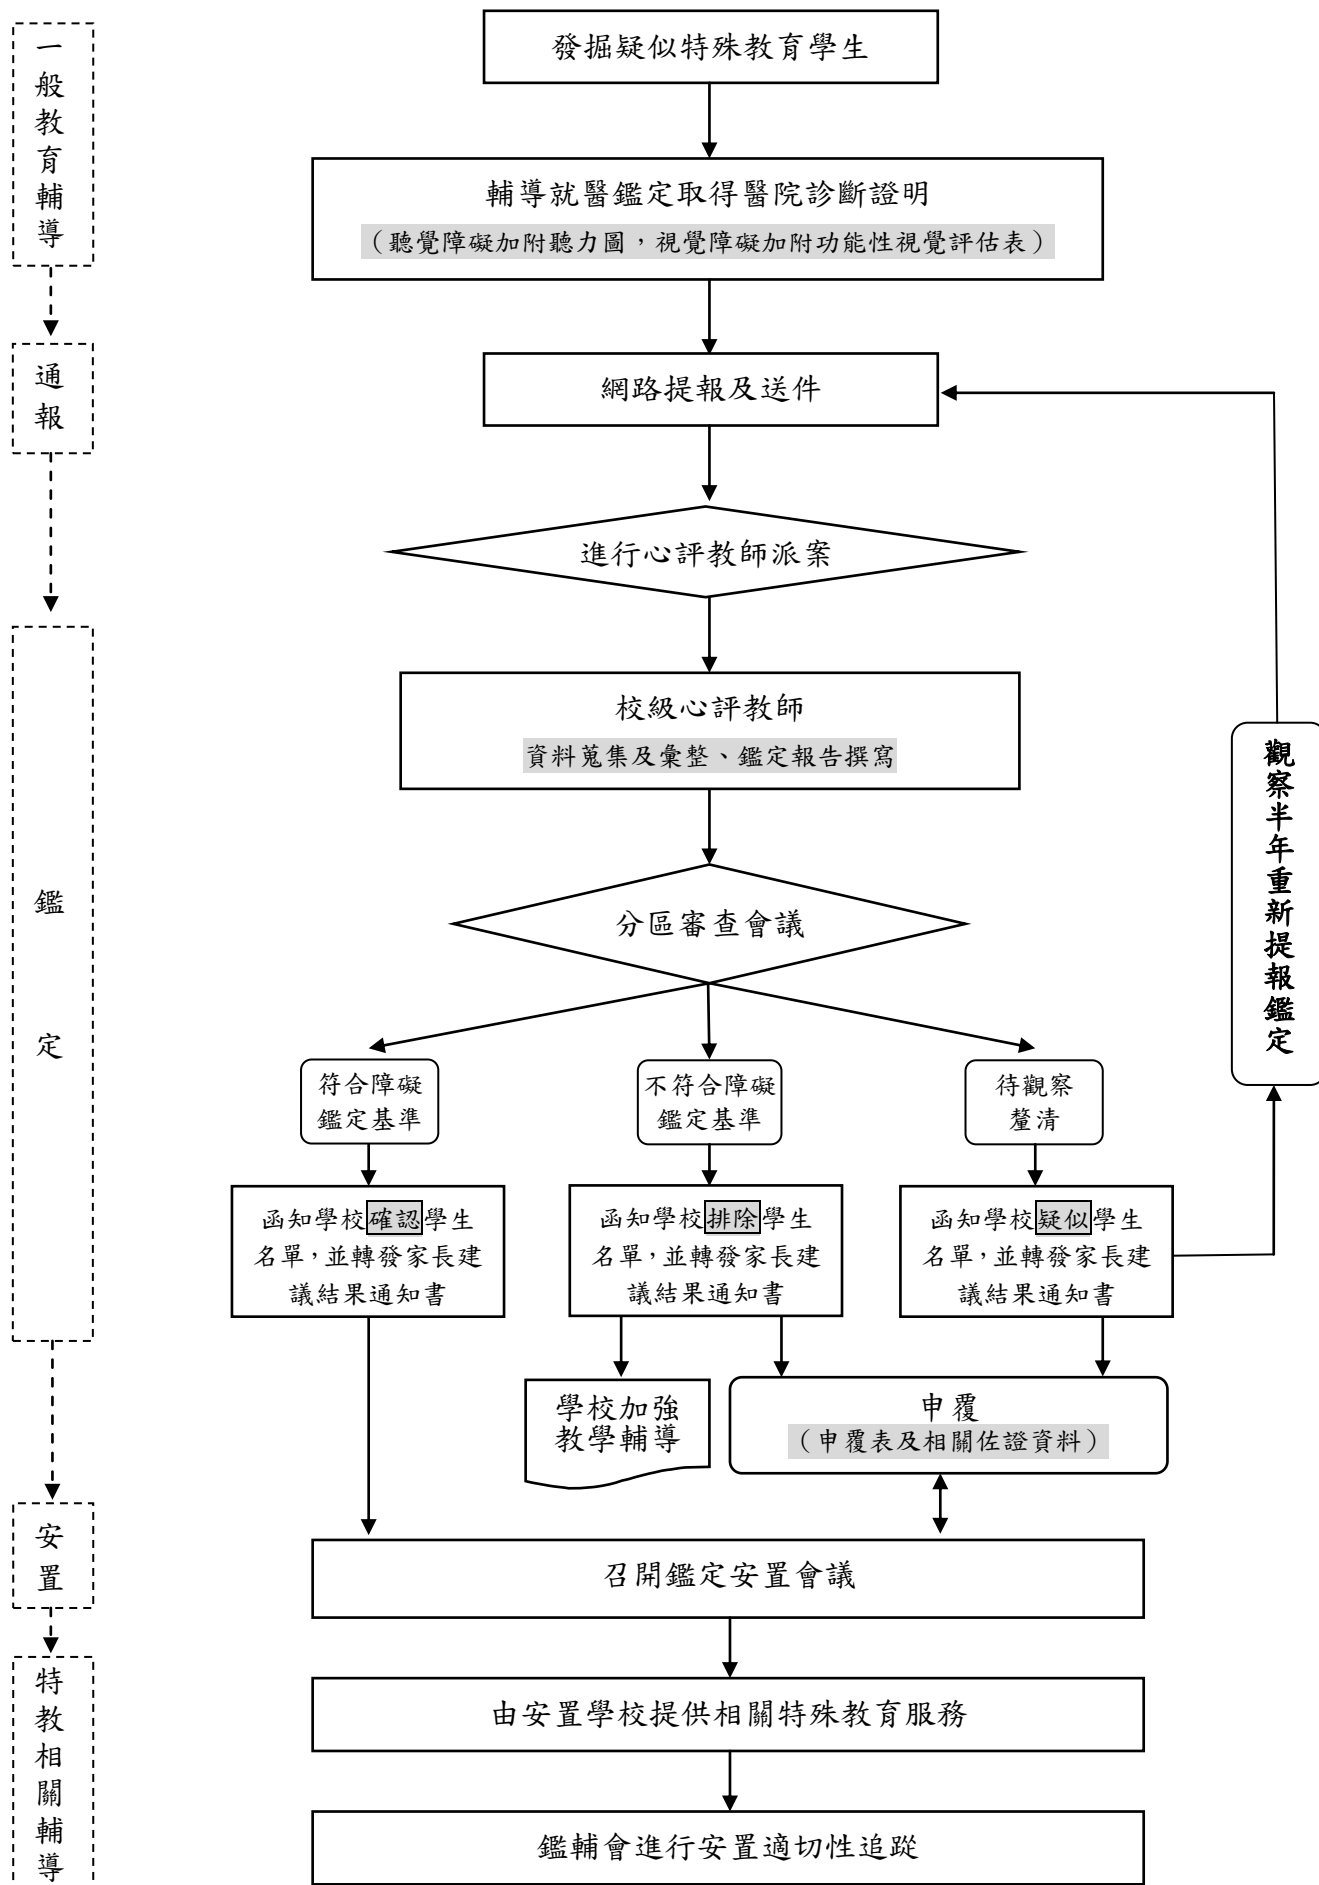 一般教育輔導
通報
鑑定
安置
特教相關輔導
發掘疑似特殊教育學生
輔導就醫鑑定取得醫院診斷證明
（聽覺障礙加附聽力圖，視覺障礙加附功能性視覺評估表）
網路提報及送件
進行心評教師派案
校級心評教師
資料蒐集及彙整、鑑定報告撰寫
分區審查會議
符合障礙
鑑定基準
不符合障礙
鑑定基準
待觀察
釐清
函知學校確認學生
名單，並轉發家長建
議結果通知書
函知學校排除學生
名單，並轉發家長建
議結果通知書
函知學校疑似學生
名單，並轉發家長建
議結果通知書
觀察半年重新提報鑑定
學校加強
教學輔導
申覆
（申覆表及相關佐證資料）
召開鑑定安置會議
由安置學校提供相關特殊教育服務
鑑輔會進行安置適切性追蹤